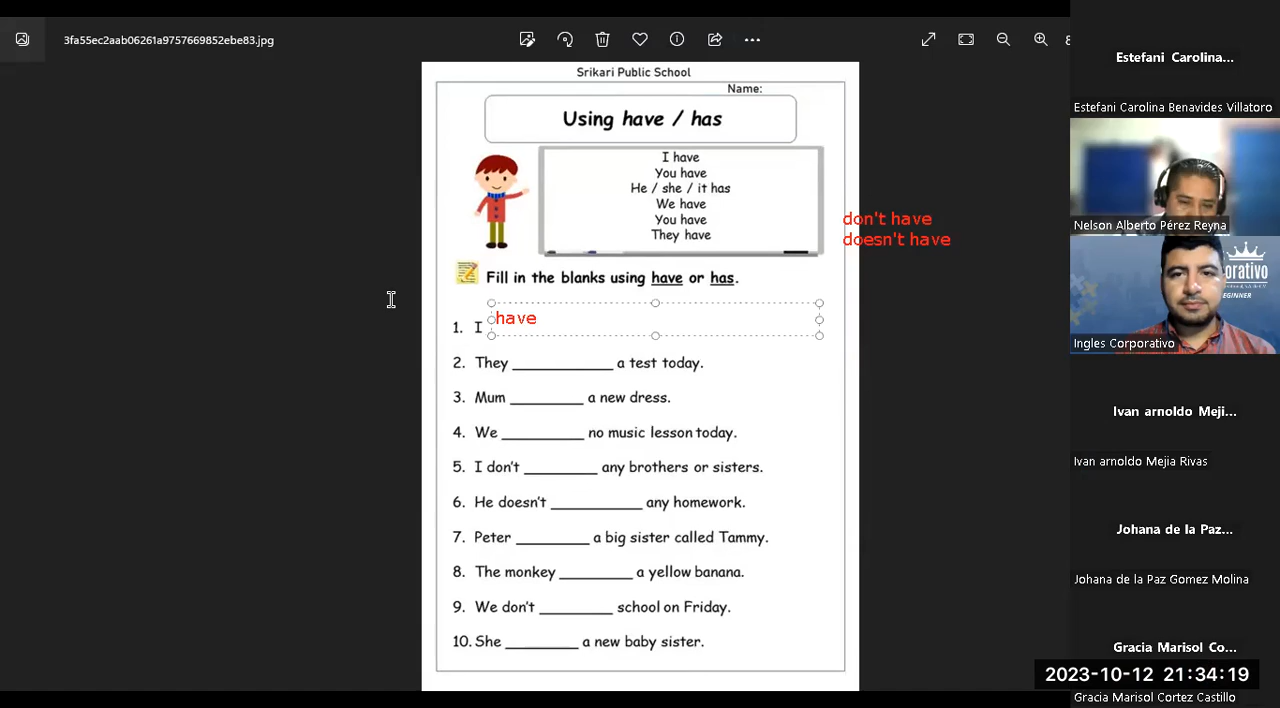 3fa55ec2aab06261a9757669852ebe83.jpg
Srikari Public School
Name:
Using have / has
I have
You have
He / she / it has
We have
You have
They have
don't have
doesn't have
Fill in the blanks using have or has.
1. I have
2. They ____________ a test today.
3. Mum _________ a new dress.
4. We __________ no music lesson today.
5. I don't _________ any brothers or sisters.
6. He doesn't ___________ any homework.
7. Peter _________ a big sister called Tammy.
8. The monkey _________ a yellow banana.
9. We don't _________ school on Friday.
10. She _________ a new baby sister.
Estefani Carolina...
Estefani Carolina Benavides Villatoro
Nelson Alberto Pérez Reyna
orativo
EGINNER
Ingles Corporativo
Ivan arnoldo Meji...
Ivan arnoldo Mejia Rivas
Johana de la Paz...
Johana de la Paz Gomez Molina
Gracia Marisol Co...
2023-10-12 21:34:19
Gracia Marisol Cortez Castillo